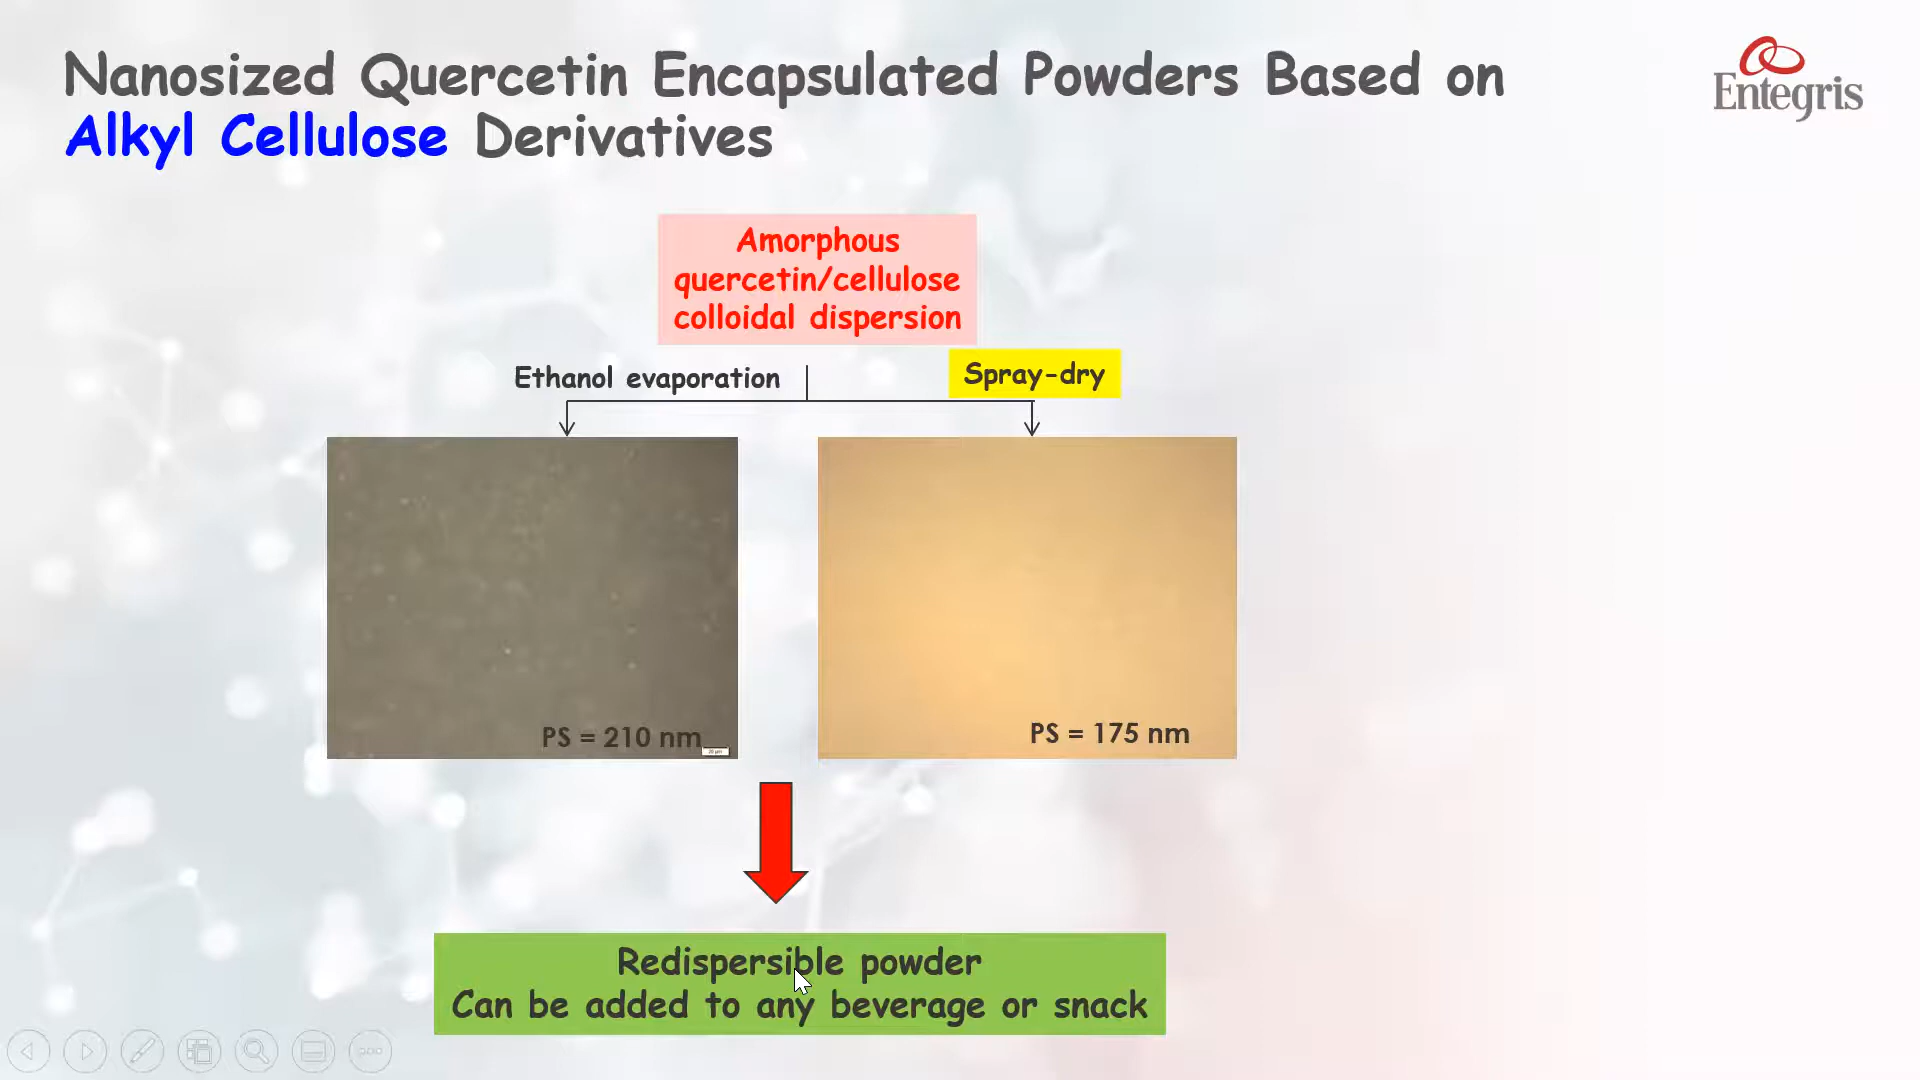 Nanosized Quercetin Encapsulated Powders Based on
Alkyl Cellulose Derivatives
Entegris
Amorphous
quercetin/cellulose
colloidal dispersion
Ethanol evaporation
Spray-dry
PS = 210 nm
PS = 175 nm
Redispersible powder
Can be added to any beverage or snack